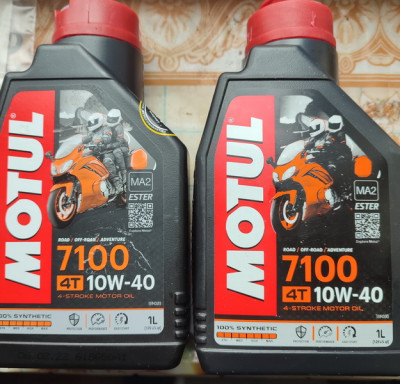 MOTUL
MA2
ESTER
ROAD / OFF-ROAD / ADVENTURE
7100
4T 10W-40
4-STROKE MOTOR OIL
100% SYNTHETIC
1L
MOTUL
MA2
ESTER
ROAD / OFF-ROAD / ADVENTURE
7100
4T 10W-40
4-STROKE MOTOR OIL
100% SYNTHETIC
1L